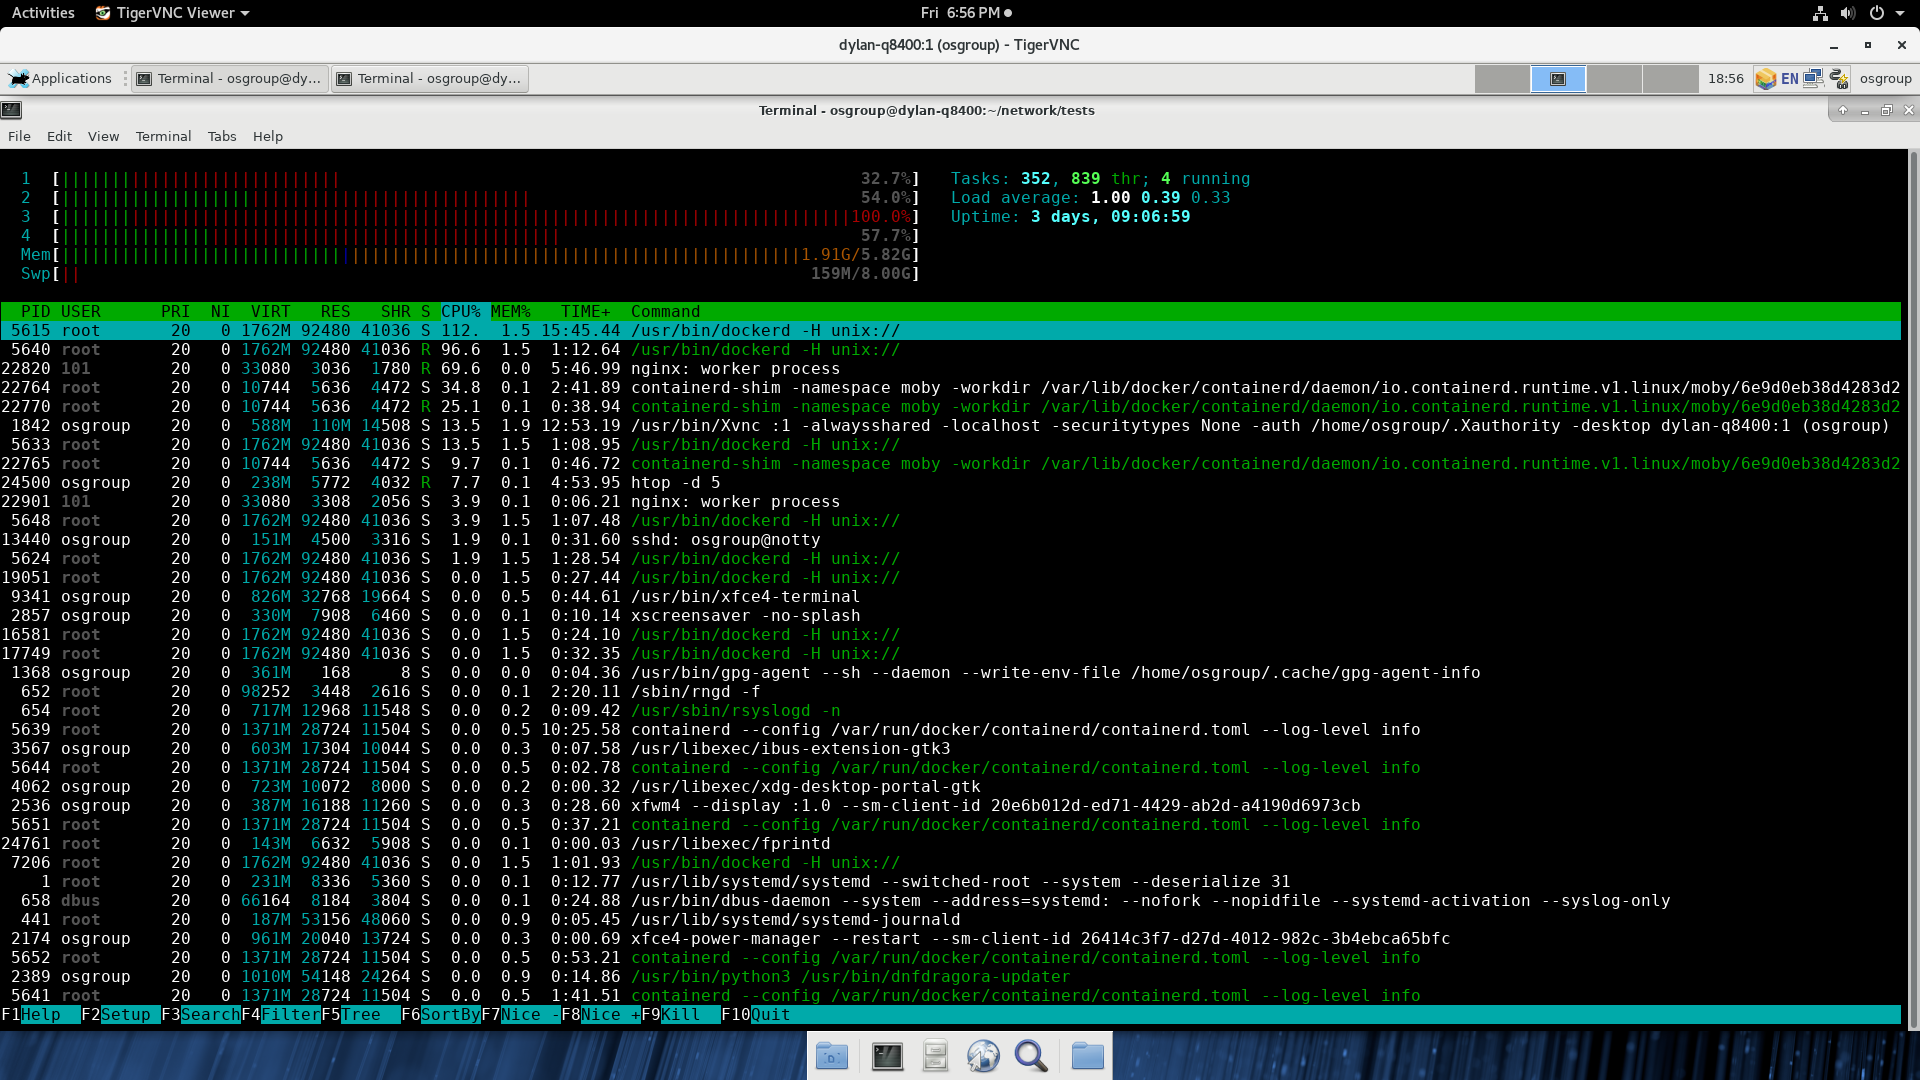 Activities TigerVNC Viewer Fri 6:56 PM
dylan-q8400:1 (osgroup) - TigerVNC
Applications Terminal - osgroup@dy... Terminal - osgroup@dy... 18:56 EN osgroup
Terminal - osgroup@dylan-q8400:~/network/tests
File Edit View Terminal Tabs Help
1 [|||||||||||||||||||||||||||| 32.7%] Tasks: 352, 839 thr; 4 running
2 [||||||||||||||||||||||||||||||||||||||||||||||| 54.0%] Load average: 1.00 0.39 0.33
3 [|||||||||||||||||||||||||||||||||||||||||||||||||||||||||||||||||||||||||||||||100.0%] Uptime: 3 days, 09:06:59
4 [|||||||||||||||||||||||||||||||||||||||||||||||||| 57.7%]
Mem[||||||||||||||||||||||||||||||||||||||||||||||||||||||||||||||||||||||||||1.91G/5.82G]
Swp[|| 159M/8.00G]
PID USER PRI NI VIRT RES SHR S CPU% MEM% TIME+ Command
5615 root 20 0 1762M 92480 41036 S 112. 1.5 15:45.44 /usr/bin/dockerd -H unix://
5640 root 20 0 1762M 92480 41036 R 96.6 1.5 1:12.64 /usr/bin/dockerd -H unix://
22820 101 20 0 33080 3036 1780 R 69.6 0.0 5:46.99 nginx: worker process
22764 root 20 0 10744 5636 4472 S 34.8 0.1 2:41.89 containerd-shim -namespace moby -workdir /var/lib/docker/containerd/daemon/io.containerd.runtime.v1.linux/moby/6e9d0eb38d4283d2
22770 root 20 0 10744 5636 4472 R 25.1 0.1 0:38.94 containerd-shim -namespace moby -workdir /var/lib/docker/containerd/daemon/io.containerd.runtime.v1.linux/moby/6e9d0eb38d4283d2
1842 osgroup 20 0 588M 110M 14508 S 13.5 1.9 12:53.19 /usr/bin/Xvnc :1 -alwaysshared -localhost -securitytypes None -auth /home/osgroup/.Xauthority -desktop dylan-q8400:1 (osgroup)
5633 root 20 0 1762M 92480 41036 S 13.5 1.5 1:08.95 /usr/bin/dockerd -H unix://
22765 root 20 0 10744 5636 4472 S 9.7 0.1 0:46.72 containerd-shim -namespace moby -workdir /var/lib/docker/containerd/daemon/io.containerd.runtime.v1.linux/moby/6e9d0eb38d4283d2
24500 osgroup 20 0 238M 5772 4032 R 7.7 0.1 4:53.95 htop -d 5
22901 101 20 0 33080 3308 2056 S 3.9 0.1 0:06.21 nginx: worker process
5648 root 20 0 1762M 92480 41036 S 3.9 1.5 1:07.48 /usr/bin/dockerd -H unix://
13440 osgroup 20 0 151M 4500 3316 S 1.9 0.1 0:31.60 sshd: osgroup@notty
5624 root 20 0 1762M 92480 41036 S 1.9 1.5 1:28.54 /usr/bin/dockerd -H unix://
19051 root 20 0 1762M 92480 41036 S 0.0 1.5 0:27.44 /usr/bin/dockerd -H unix://
9341 osgroup 20 0 826M 32768 19664 S 0.0 0.5 0:44.61 /usr/bin/xfce4-terminal
2857 osgroup 20 0 330M 7908 6460 S 0.0 0.1 0:10.14 xscreensaver -no-splash
16581 root 20 0 1762M 92480 41036 S 0.0 1.5 0:24.10 /usr/bin/dockerd -H unix://
17749 root 20 0 1762M 92480 41036 S 0.0 1.5 0:32.35 /usr/bin/dockerd -H unix://
1368 osgroup 20 0 361M 168 8 S 0.0 0.0 0:04.36 /usr/bin/gpg-agent --sh --daemon --write-env-file /home/osgroup/.cache/gpg-agent-info
652 root 20 0 98252 3448 2616 S 0.0 0.1 2:20.11 /sbin/rngd -f
654 root 20 0 717M 12968 11548 S 0.0 0.2 0:09.42 /usr/sbin/rsyslogd -n
5639 root 20 0 1371M 28724 11504 S 0.0 0.5 10:25.58 containerd --config /var/run/docker/containerd/containerd.toml --log-level info
3567 osgroup 20 0 603M 17304 10044 S 0.0 0.3 0:07.58 /usr/libexec/ibus-extension-gtk3
5644 root 20 0 1371M 28724 11504 S 0.0 0.5 0:02.78 containerd --config /var/run/docker/containerd/containerd.toml --log-level info
4062 osgroup 20 0 723M 10072 8000 S 0.0 0.2 0:00.32 /usr/libexec/xdg-desktop-portal-gtk
2536 osgroup 20 0 387M 16188 11260 S 0.0 0.3 0:28.60 xfwm4 --display :1.0 --sm-client-id 20e6b012d-ed71-4429-ab2d-a4190d6973cb
5651 root 20 0 1371M 28724 11504 S 0.0 0.5 0:37.21 containerd --config /var/run/docker/containerd/containerd.toml --log-level info
24761 root 20 0 143M 6632 5908 S 0.0 0.1 0:00.03 /usr/libexec/fprintd
7206 root 20 0 1762M 92480 41036 S 0.0 1.5 1:01.93 /usr/bin/dockerd -H unix://
1 root 20 0 231M 8336 5360 S 0.0 0.1 0:12.77 /usr/lib/systemd/systemd --switched-root --system --deserialize 31
658 dbus 20 0 66164 8184 3804 S 0.0 0.1 0:24.88 /usr/bin/dbus-daemon --system --address=systemd: --nofork --nopidfile --systemd-activation --syslog-only
441 root 20 0 187M 53156 48060 S 0.0 0.9 0:05.45 /usr/lib/systemd/systemd-journald
2174 osgroup 20 0 961M 20040 13724 S 0.0 0.3 0:00.69 xfce4-power-manager --restart --sm-client-id 26414c3f7-d27d-4012-982c-3b4ebca65bfc
5652 root 20 0 1371M 28724 11504 S 0.0 0.5 0:53.21 containerd --config /var/run/docker/containerd/containerd.toml --log-level info
2389 osgroup 20 0 1010M 54148 24264 S 0.0 0.9 0:14.86 /usr/bin/python3 /usr/bin/dnfdragora-updater
5641 root 20 0 1371M 28724 11504 S 0.0 0.5 1:41.51 containerd --config /var/run/docker/containerd/containerd.toml --log-level info
F1Help F2Setup F3SearchF4FilterF5Tree F6SortByF7Nice -F8Nice +F9Kill F10Quit